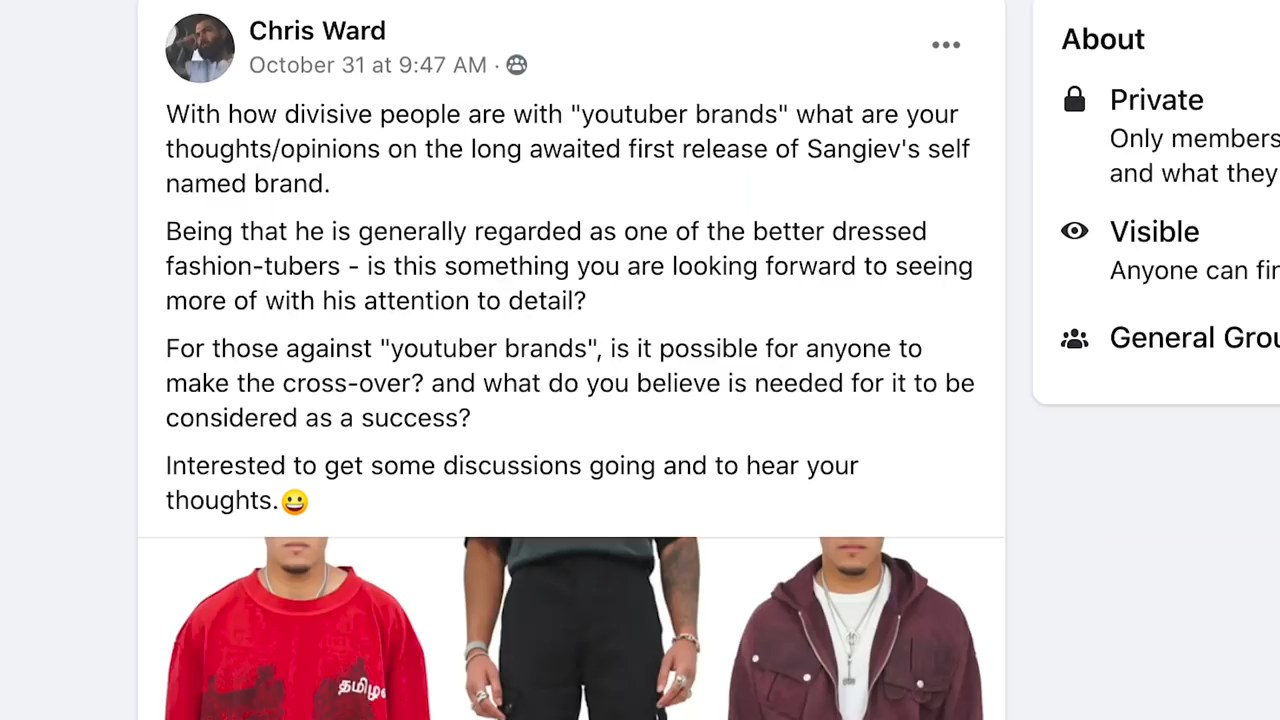 Chris Ward
October 31 at 9:47 AM ·
With how divisive people are with "youtuber brands" what are your
thoughts/opinions on the long awaited first release of Sangiev's self
named brand.
Being that he is generally regarded as one of the better dressed
fashion-tubers - is this something you are looking forward to seeing
more of with his attention to detail?
For those against "youtuber brands", is it possible for anyone to
make the cross-over? and what do you believe is needed for it to be
considered as a success?
Interested to get some discussions going and to hear your
thoughts.😀
தமிழ
About
Private
Only members
and what they
Visible
Anyone can fin
General Grou